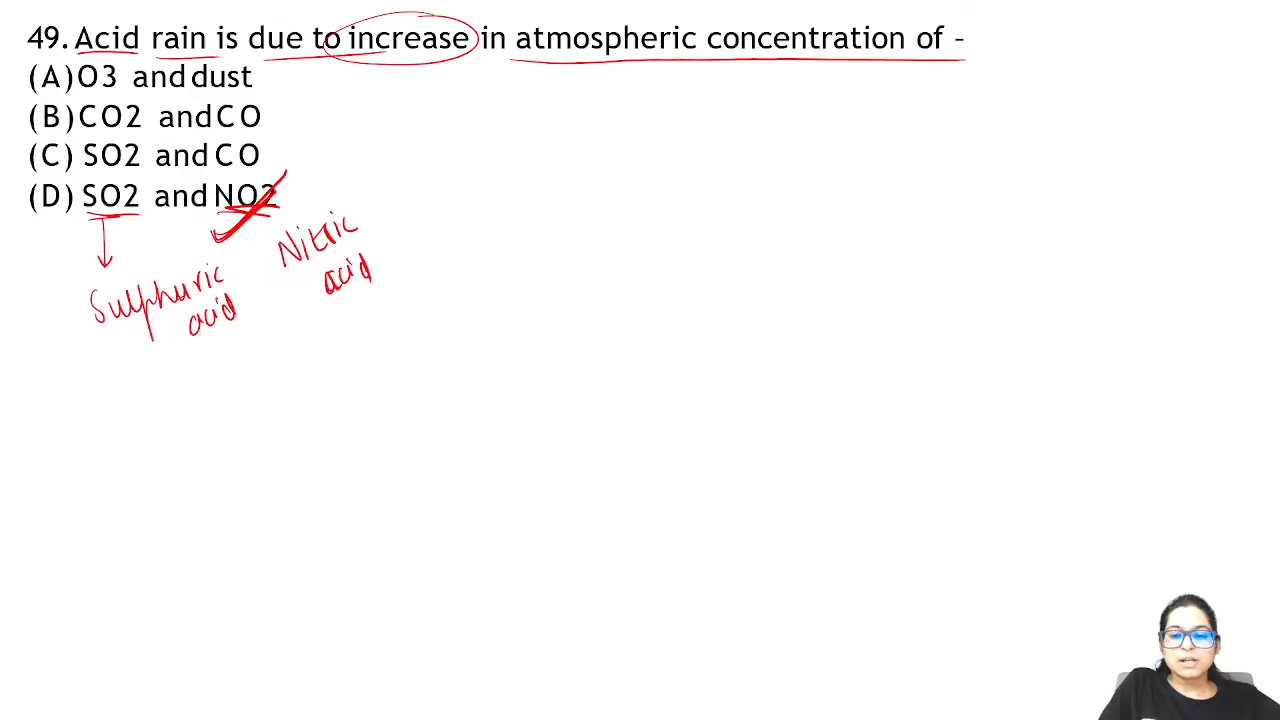 49. Acid rain is due to increase in atmospheric concentration of –
(A) O3 and dust
(B) CO2 and CO
(C) SO2 and CO
(D) SO2 and NO2
Nitric
acid
Sulphuric
acid